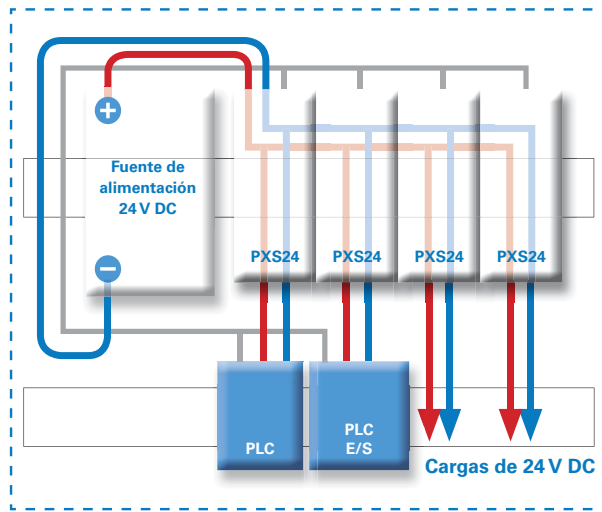 +
Fuente de
alimentación
24 V DC
−
PXS24
PXS24
PXS24
PXS24
PLC
PLC
E/S
Cargas de 24 V DC